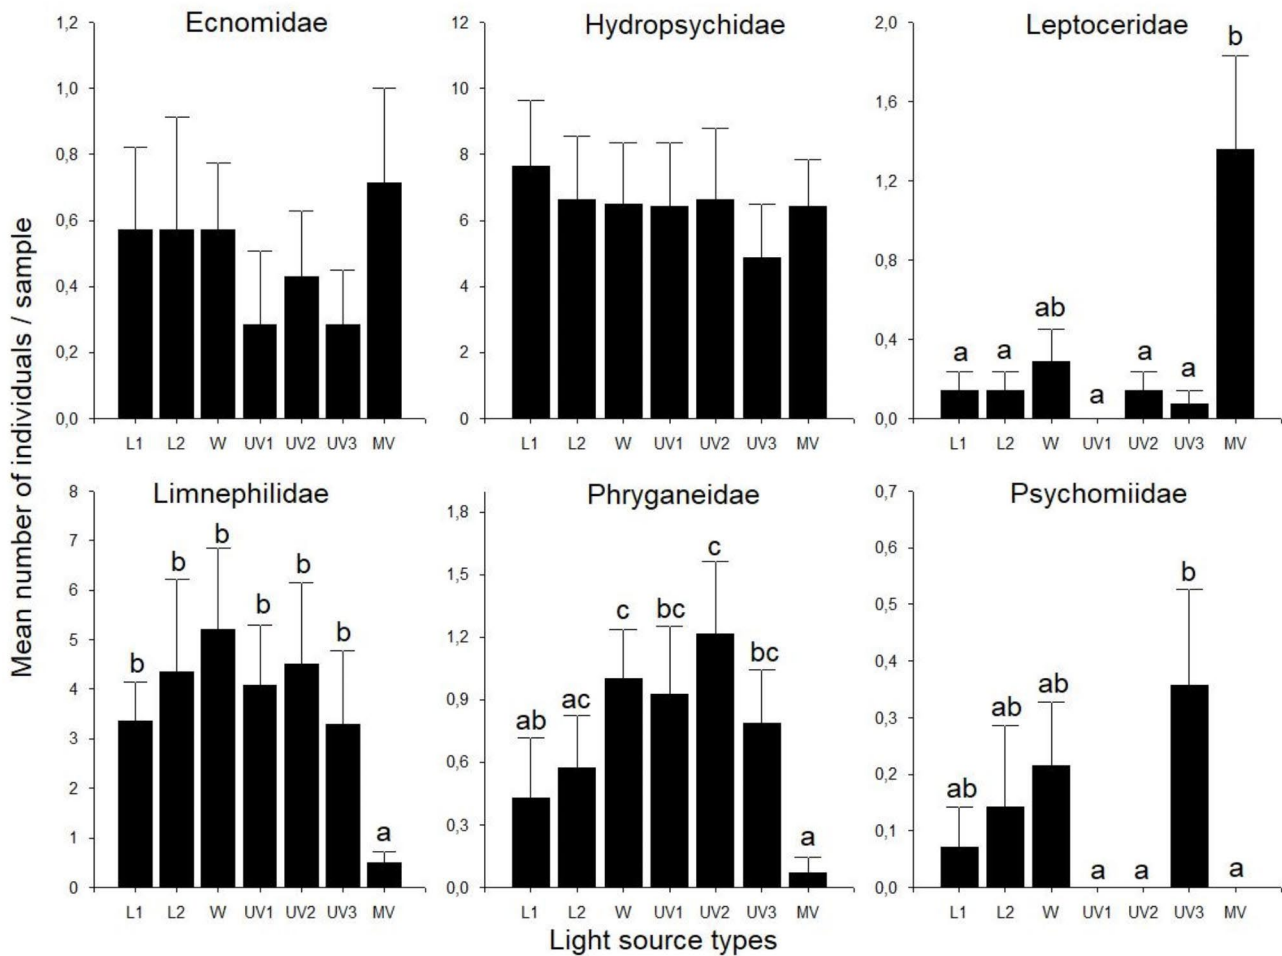 Mean number of individuals / sample
Ecnomidae
1,2
1,0
0,8
0,6
0,4
0,2
0,0
L1 L2 W UV1 UV2 UV3 MV
Hydropsychidae
12
10
8
6
4
2
0
L1 L2 W UV1 UV2 UV3 MV
Leptoceridae
2,0
1,6
1,2
0,8
0,4
0,0
a a ab a a a b
L1 L2 W UV1 UV2 UV3 MV
Limnephilidae
8
7
6
5
4
3
2
1
0
b b b b b b a
L1 L2 W UV1 UV2 UV3 MV
Phryganeidae
1,8
1,5
1,2
0,9
0,6
0,3
0,0
ab ac c bc c bc a
L1 L2 W UV1 UV2 UV3 MV
Psychomiidae
0,7
0,6
0,5
0,4
0,3
0,2
0,1
0,0
ab ab ab a a b a
L1 L2 W UV1 UV2 UV3 MV
Light source types